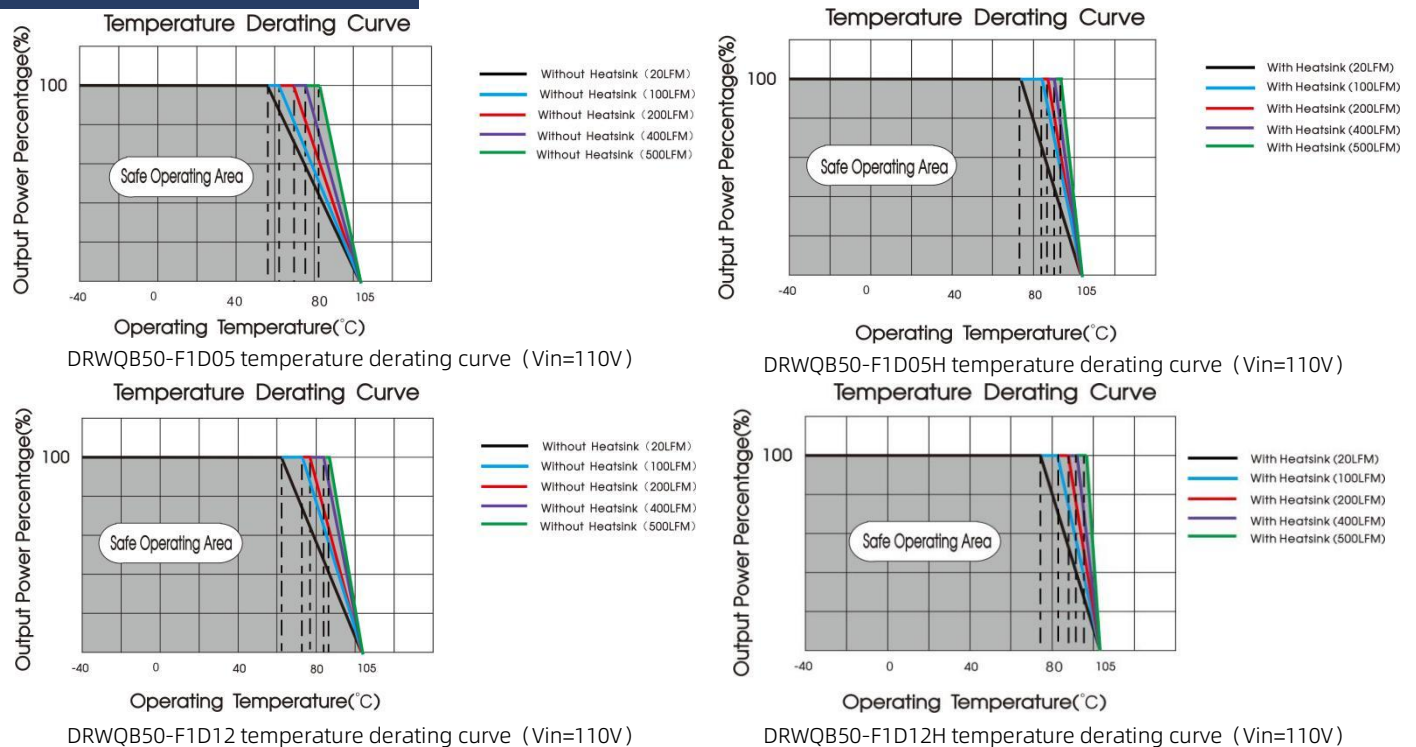 Temperature Derating Curve
Output Power Percentage(%)
100
Safe Operating Area
-40 0 40 80 105
Operating Temperature(°C)
Without Heatsink（20LFM）
Without Heatsink（100LFM）
Without Heatsink（200LFM）
Without Heatsink（400LFM）
Without Heatsink（500LFM）
DRWQB50-F1D05 temperature derating curve（Vin=110V）
Temperature Derating Curve
Output Power Percentage(%)
100
Safe Operating Area
-40 0 40 80 105
Operating Temperature(°C)
With Heatsink (20LFM)
With Heatsink (100LFM)
With Heatsink (200LFM)
With Heatsink (400LFM)
With Heatsink (500LFM)
DRWQB50-F1D05H temperature derating curve（Vin=110V）
Temperature Derating Curve
Output Power Percentage(%)
100
Safe Operating Area
-40 0 40 80 105
Operating Temperature(°C)
Without Heatsink（20LFM）
Without Heatsink（100LFM）
Without Heatsink（200LFM）
Without Heatsink（400LFM）
Without Heatsink（500LFM）
DRWQB50-F1D12 temperature derating curve（Vin=110V）
Temperature Derating Curve
Output Power Percentage(%)
100
Safe Operating Area
-40 0 40 80 105
Operating Temperature(°C)
With Heatsink (20LFM)
With Heatsink (100LFM)
With Heatsink (200LFM)
With Heatsink (400LFM)
With Heatsink (500LFM)
DRWQB50-F1D12H temperature derating curve（Vin=110V）